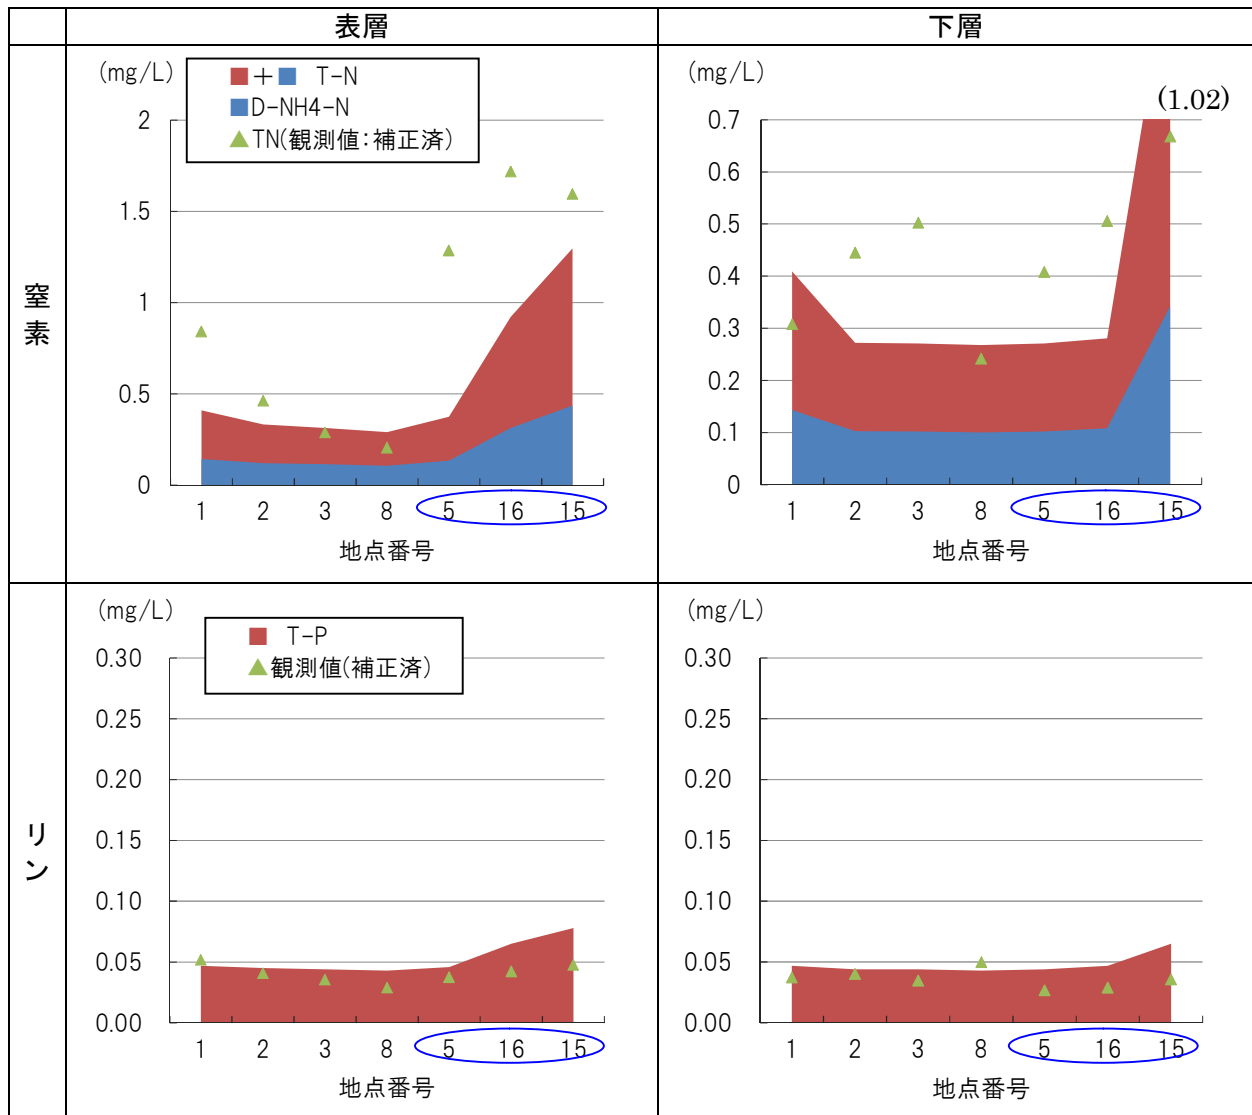 表層
下層
窒素
(mg/L)
■+■ T-N
■D-NH4-N
▲TN(観測値:補正済)
2
1.5
1
0.5
0
1 2 3 8 5 16 15
地点番号
(mg/L)
(1.02)
0.7
0.6
0.5
0.4
0.3
0.2
0.1
0
1 2 3 8 5 16 15
地点番号
リン
(mg/L)
■ T-P
▲観測値(補正済)
0.30
0.25
0.20
0.15
0.10
0.05
0.00
1 2 3 8 5 16 15
地点番号
(mg/L)
0.30
0.25
0.20
0.15
0.10
0.05
0.00
1 2 3 8 5 16 15
地点番号